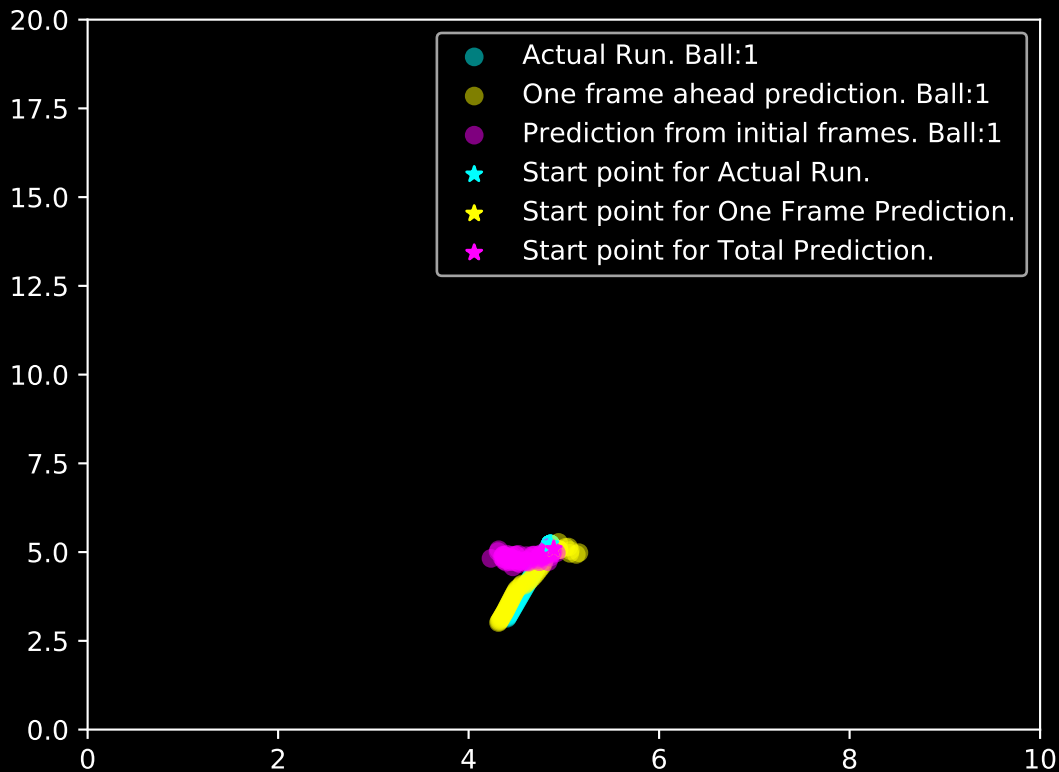 20.0
17.5
15.0
12.5
10.0
7.5
5.0
2.5
0.0
0 2 4 6 8 10
Actual Run. Ball:1
One frame ahead prediction. Ball:1
Prediction from initial frames. Ball:1
Start point for Actual Run.
Start point for One Frame Prediction.
Start point for Total Prediction.